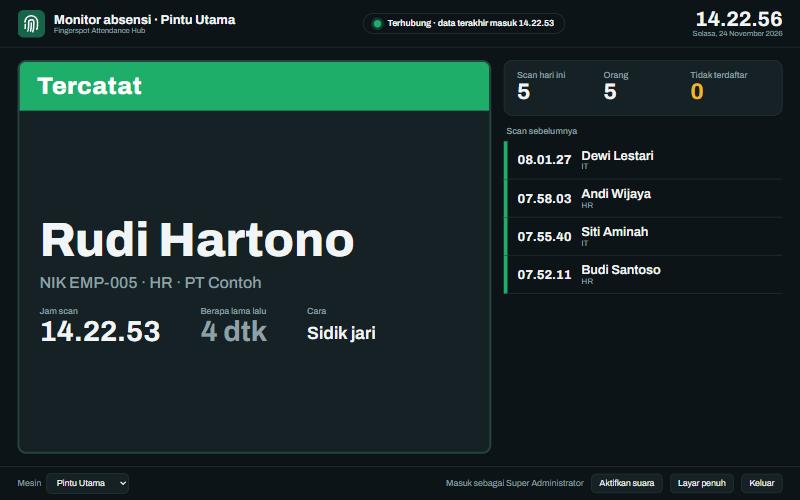 Monitor absensi · Pintu Utama
Fingerspot Attendance Hub
Terhubung · data terakhir masuk 14.22.53
14.22.56
Selasa, 24 November 2026
Tercatat
Rudi Hartono
NIK EMP-005 · HR · PT Contoh
Jam scan
14.22.53
Berapa lama lalu
4 dtk
Cara
Sidik jari
Scan hari ini
5
Orang
5
Tidak terdaftar
0
Scan sebelumnya
08.01.27 Dewi Lestari
IT
07.58.03 Andi Wijaya
HR
07.55.40 Siti Aminah
IT
07.52.11 Budi Santoso
HR
Mesin Pintu Utama
Masuk sebagai Super Administrator Aktifkan suara Layar penuh Keluar